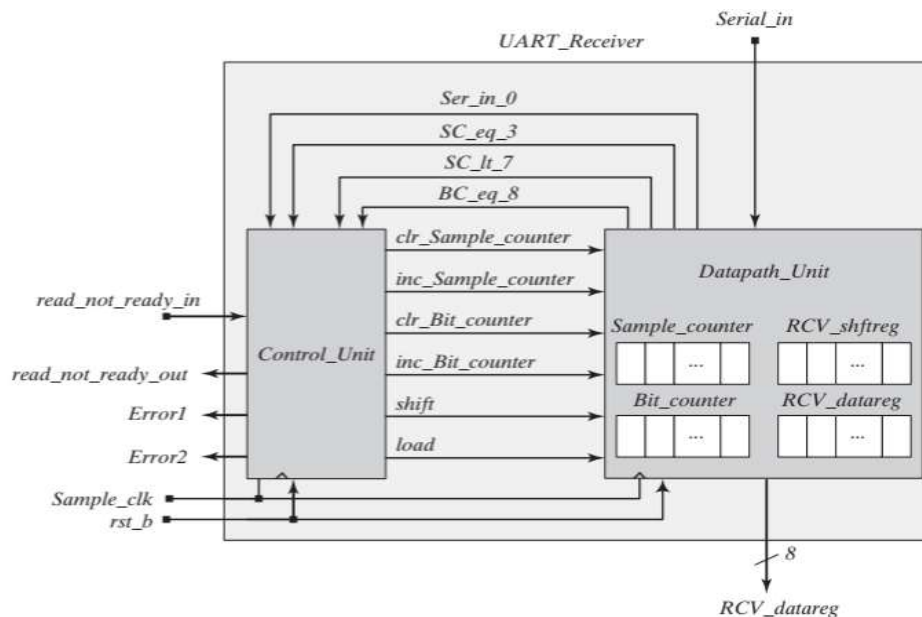 Serial_in
UART_Receiver
Ser_in_0
SC_eq_3
SC_lt_7
BC_eq_8
clr_Sample_counter
Datapath_Unit
inc_Sample_counter
read_not_ready_in
clr_Bit_counter
Sample_counter
RCV_shftreg
Control_Unit
...
...
inc_Bit_counter
read_not_ready_out
Bit_counter
RCV_datareg
shift
Error1
...
...
load
Error2
Sample_clk
rst_b
8
RCV_datareg